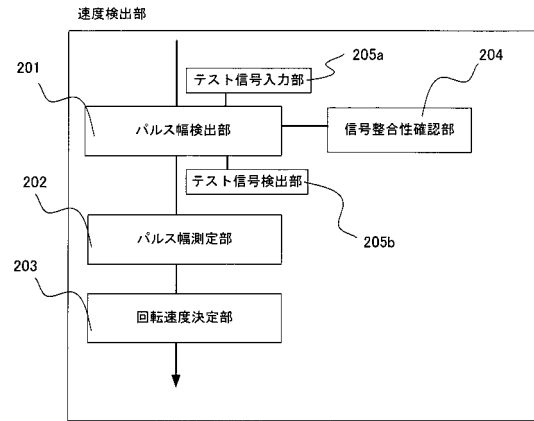 速度検出部
205a
204
201
テスト信号入力部
パルス幅検出部
信号整合性確認部
テスト信号検出部
202
205b
パルス幅測定部
203
回転速度決定部